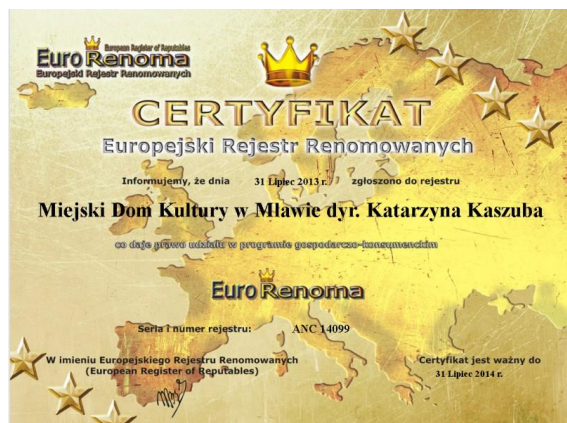 European Register of Reputables
Euro Renoma
Europejski Rejestr Renomowanych
CERTYFIKAT
Europejski Rejestr Renomowanych
Informujemy, że dnia 31 Lipiec 2013 r. zgłoszono do rejestru
Miejski Dom Kultury w Mławie dyr. Katarzyna Kaszuba
co daje prawo udziału w programie gospodarczo-konsumenckim
Euro Renoma
Seria i numer rejestru: ANC 14099
W imieniu Europejskiego Rejestru Renomowanych
(European Register of Reputables)
Certyfikat jest ważny do
31 Lipiec 2014 r.